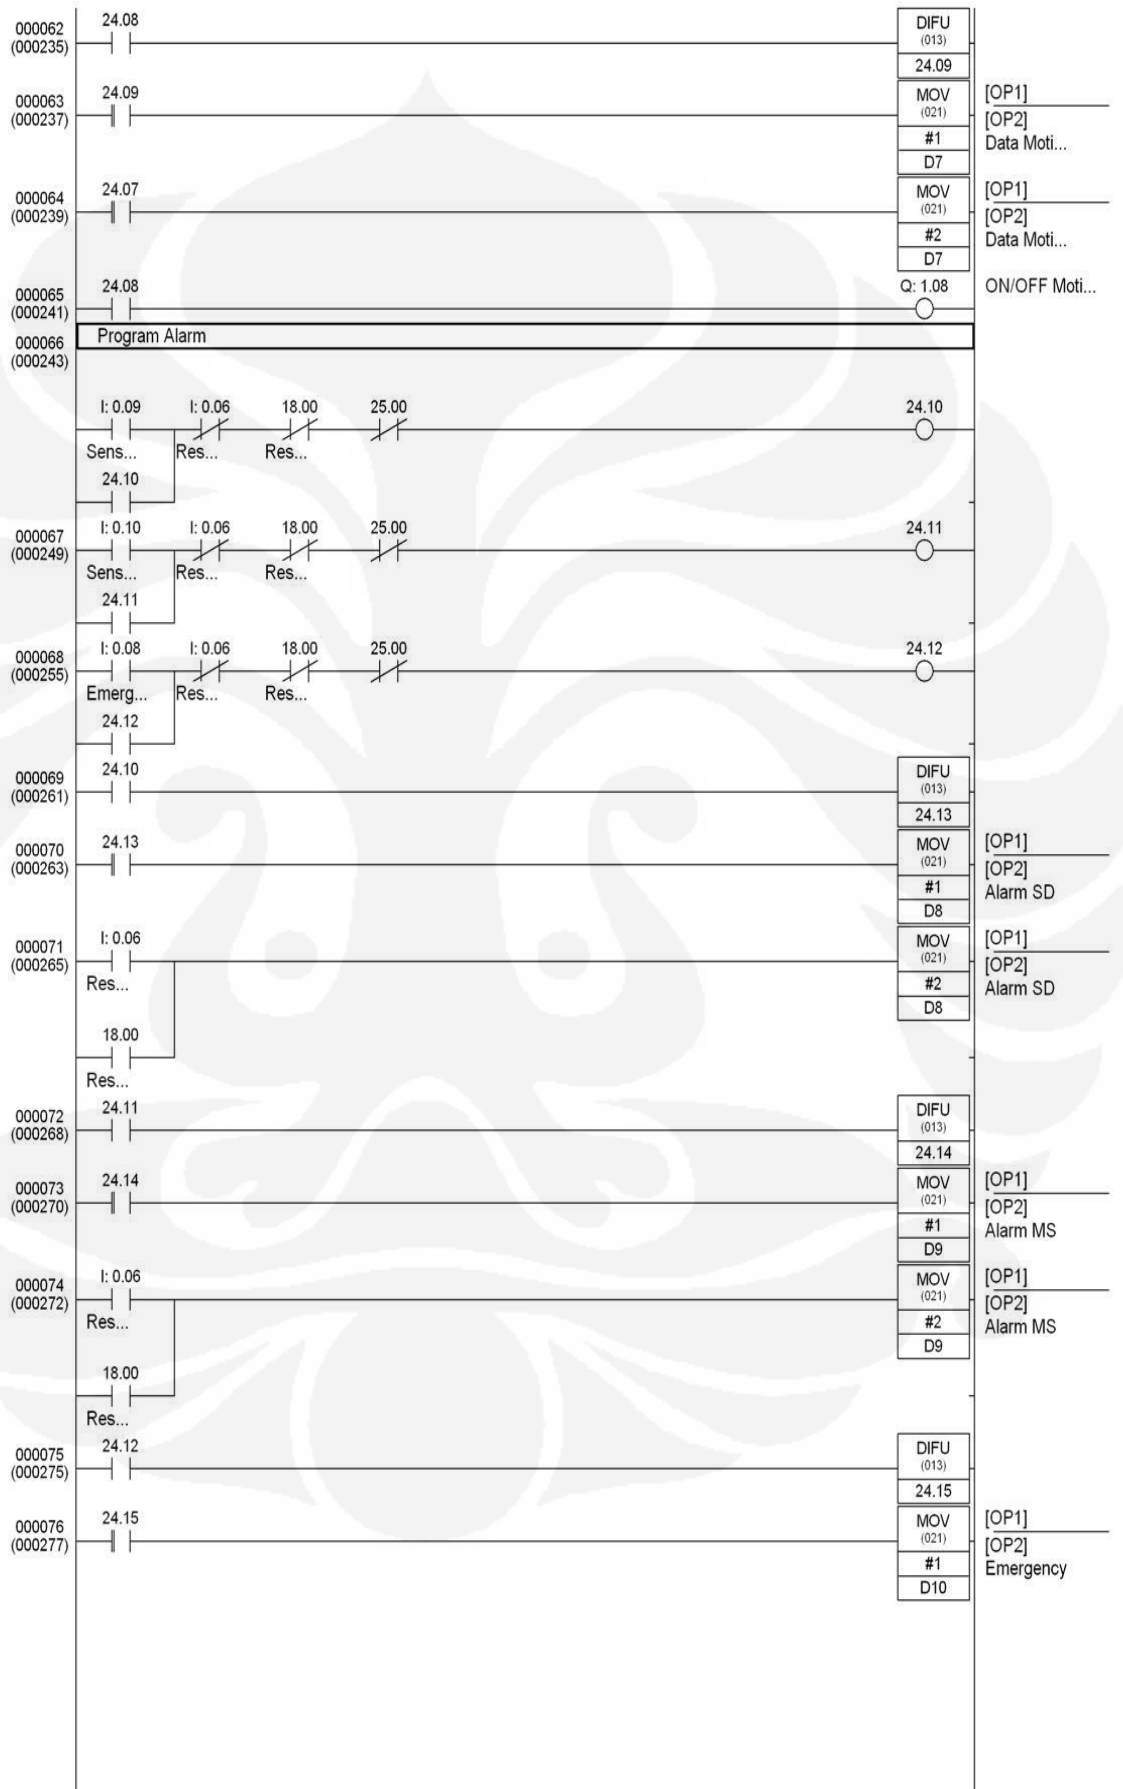 000062
(000235)
24.08
DIFU
(013)
24.09
000063
(000237)
24.09
MOV
(021)
#1
D7
[OP1]
[OP2]
Data Moti...
000064
(000239)
24.07
MOV
(021)
#2
D7
[OP1]
[OP2]
Data Moti...
000065
(000241)
24.08
Q: 1.08
ON/OFF Moti...
000066
(000243)
Program Alarm
I: 0.09 I: 0.06 18.00 25.00 24.10
Sens... Res... Res...
24.10
000067
(000249)
I: 0.10 I: 0.06 18.00 25.00 24.11
Sens... Res... Res...
24.11
000068
(000255)
I: 0.08 I: 0.06 18.00 25.00 24.12
Emerg... Res... Res...
24.12
000069
(000261)
24.10
DIFU
(013)
24.13
000070
(000263)
24.13
MOV
(021)
#1
D8
[OP1]
[OP2]
Alarm SD
000071
(000265)
I: 0.06
Res...
18.00
Res...
MOV
(021)
#2
D8
[OP1]
[OP2]
Alarm SD
000072
(000268)
24.11
DIFU
(013)
24.14
000073
(000270)
24.14
MOV
(021)
#1
D9
[OP1]
[OP2]
Alarm MS
000074
(000272)
I: 0.06
Res...
18.00
Res...
MOV
(021)
#2
D9
[OP1]
[OP2]
Alarm MS
000075
(000275)
24.12
DIFU
(013)
24.15
000076
(000277)
24.15
MOV
(021)
#1
D10
[OP1]
[OP2]
Emergency